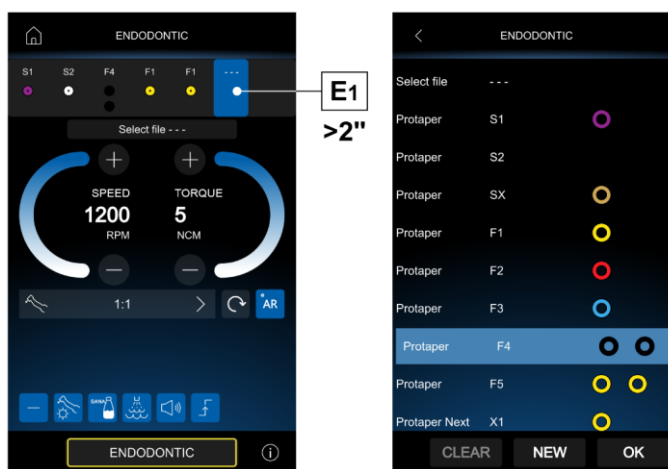 ENDODONTIC
S1 S2 F4 F1 F1 ---
Select file ---
SPEED TORQUE
1200 5
RPM NCM
1:1 AR
SANA
ENDODONTIC
E1
>2"
ENDODONTIC
Select file ---
Protaper S1
Protaper S2
Protaper SX
Protaper F1
Protaper F2
Protaper F3
Protaper F4
Protaper F5
Protaper Next X1
CLEAR NEW OK